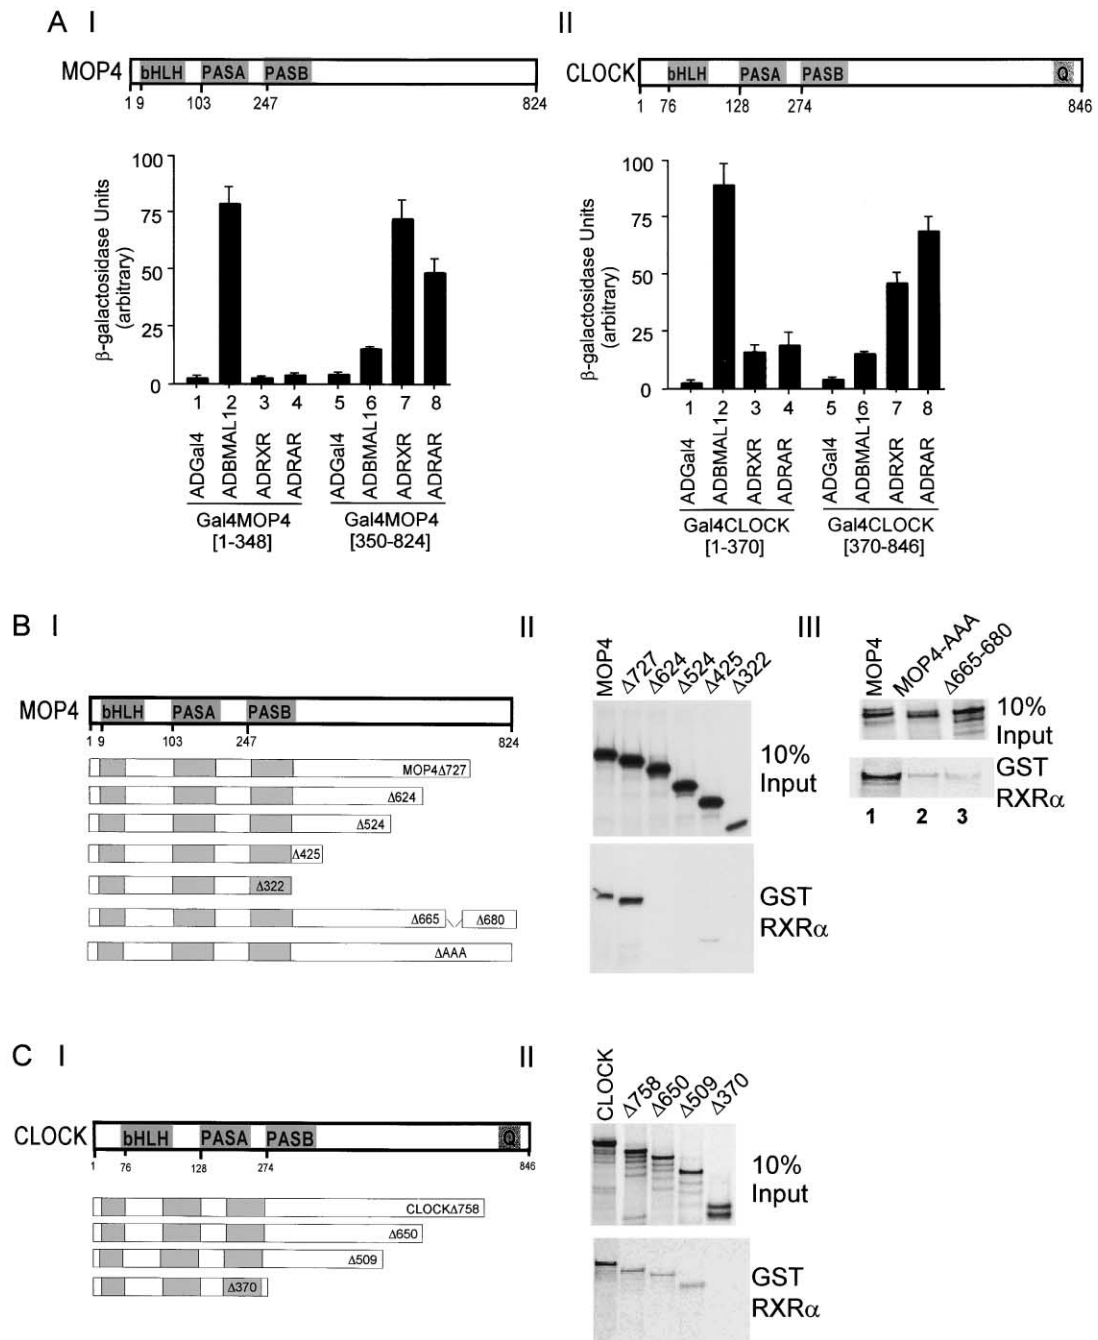 A I
II
MOP4
bHLH PASA PASB
1 9 103 247 824
CLOCK
bHLH PASA PASB Q
1 76 128 274 846
β-galactosidase Units
(arbitrary)
100
75
50
25
0
1 2 3 4 5 6 7 8
ADGal4
ADBMAL1
ADRXR
ADRAR
ADGal4
ADBMAL1
ADRXR
ADRAR
Gal4MOP4
[1-348]
Gal4MOP4
[350-824]
β-galactosidase Units
(arbitrary)
100
75
50
25
0
1 2 3 4 5 6 7 8
ADGal4
ADBMAL1
ADRXR
ADRAR
ADGal4
ADBMAL1
ADRXR
ADRAR
Gal4CLOCK
[1-370]
Gal4CLOCK
[370-846]
B I
MOP4
bHLH PASA PASB
1 9 103 247 824
MOP4Δ727
Δ624
Δ524
Δ425
Δ322
Δ665 Δ680
ΔAAA
II
MOP4
Δ727
Δ624
Δ524
Δ425
Δ322
10%
Input
GST
RXRα
III
MOP4
MOP4-AAA
Δ665-680
10%
Input
GST
RXRα
1 2 3
C I
CLOCK
bHLH PASA PASB Q
1 76 128 274 846
CLOCKΔ758
Δ650
Δ509
Δ370
II
CLOCK
Δ758
Δ650
Δ509
Δ370
10%
Input
GST
RXRα